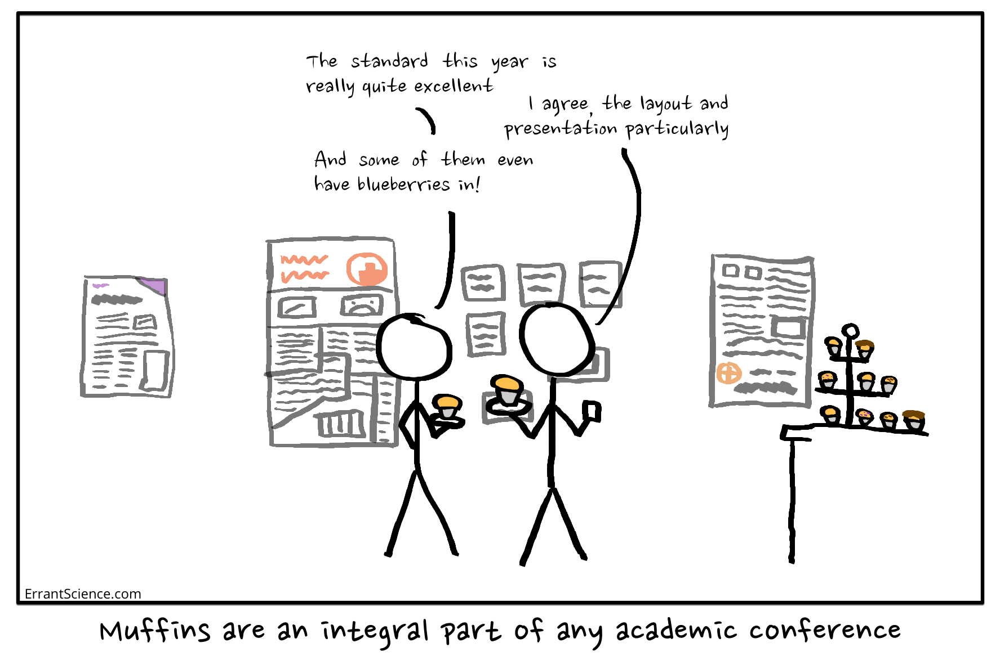 The standard this year is
really quite excellent
I agree, the layout and
presentation particularly
And some of them even
have blueberries in!
ErrantScience.com
Muffins are an integral part of any academic conference